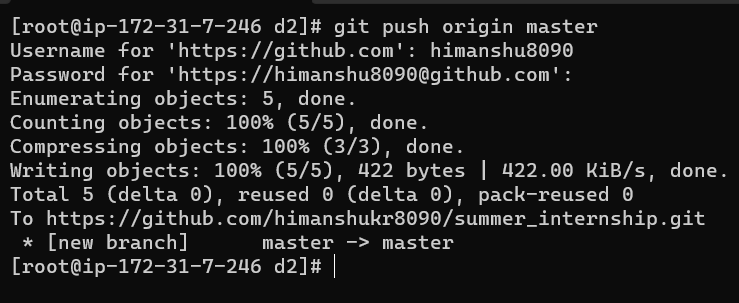 [root@ip-172-31-7-246 d2]# git push origin master
Username for 'https://github.com': himanshu8090
Password for 'https://himanshu8090@github.com':
Enumerating objects: 5, done.
Counting objects: 100% (5/5), done.
Compressing objects: 100% (3/3), done.
Writing objects: 100% (5/5), 422 bytes | 422.00 KiB/s, done.
Total 5 (delta 0), reused 0 (delta 0), pack-reused 0
To https://github.com/himanshukr8090/summer_internship.git
 * [new branch]      master -> master
[root@ip-172-31-7-246 d2]#